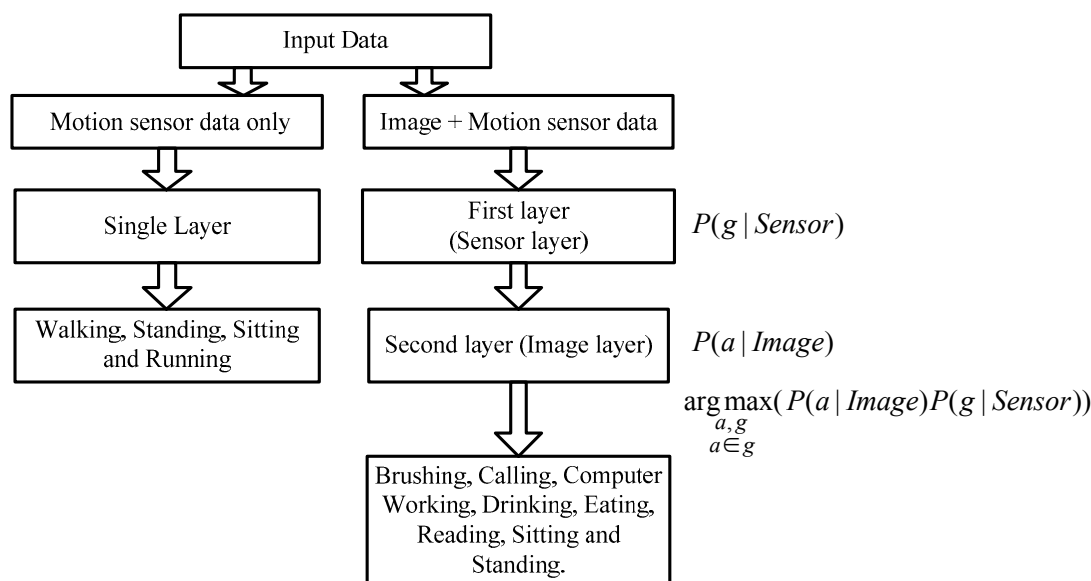 Input Data
Motion sensor data only
Image + Motion sensor data
Single Layer
First layer
(Sensor layer)
P(g | Sensor)
Walking, Standing, Sitting
and Running
Second layer (Image layer)
P(a | Image)
arg max(P(a | Image)P(g | Sensor))
a, g
a∈g
Brushing, Calling, Computer
Working, Drinking, Eating,
Reading, Sitting and
Standing.